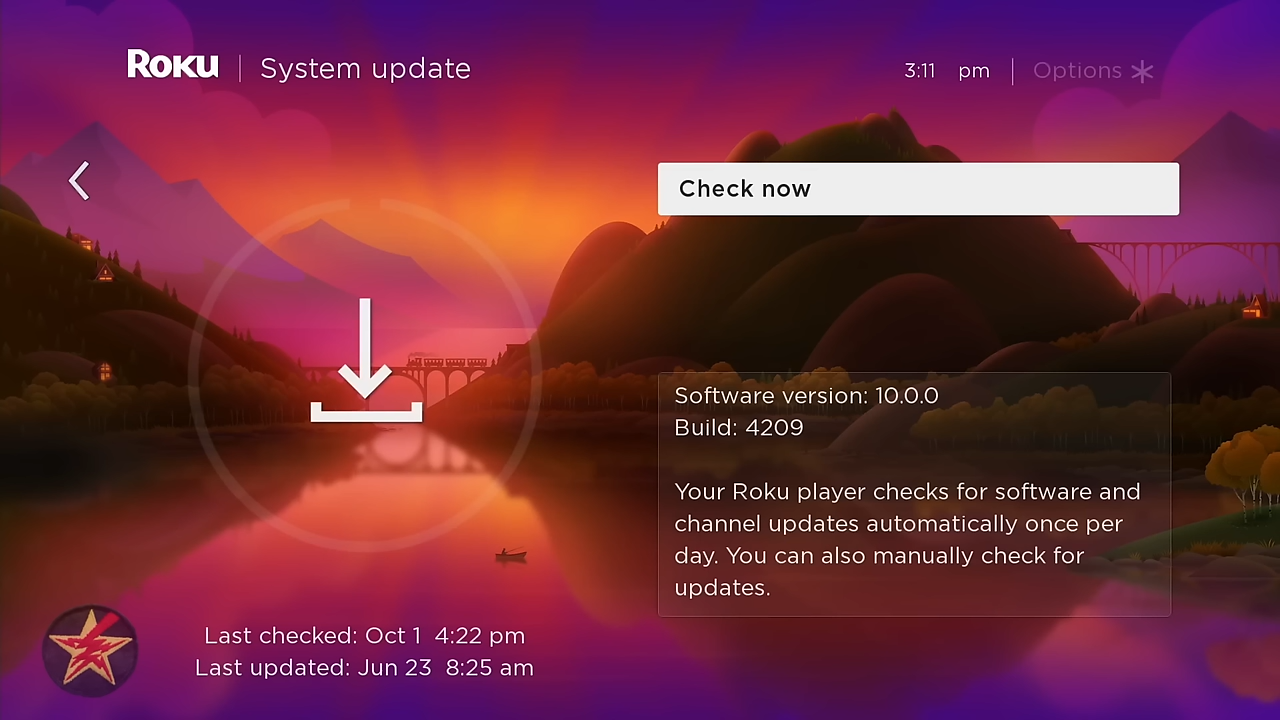 Roku | System update
3:11 pm | Options *
Check now
Software version: 10.0.0
Build: 4209
Your Roku player checks for software and
channel updates automatically once per
day. You can also manually check for
updates.
Last checked: Oct 1 4:22 pm
Last updated: Jun 23 8:25 am